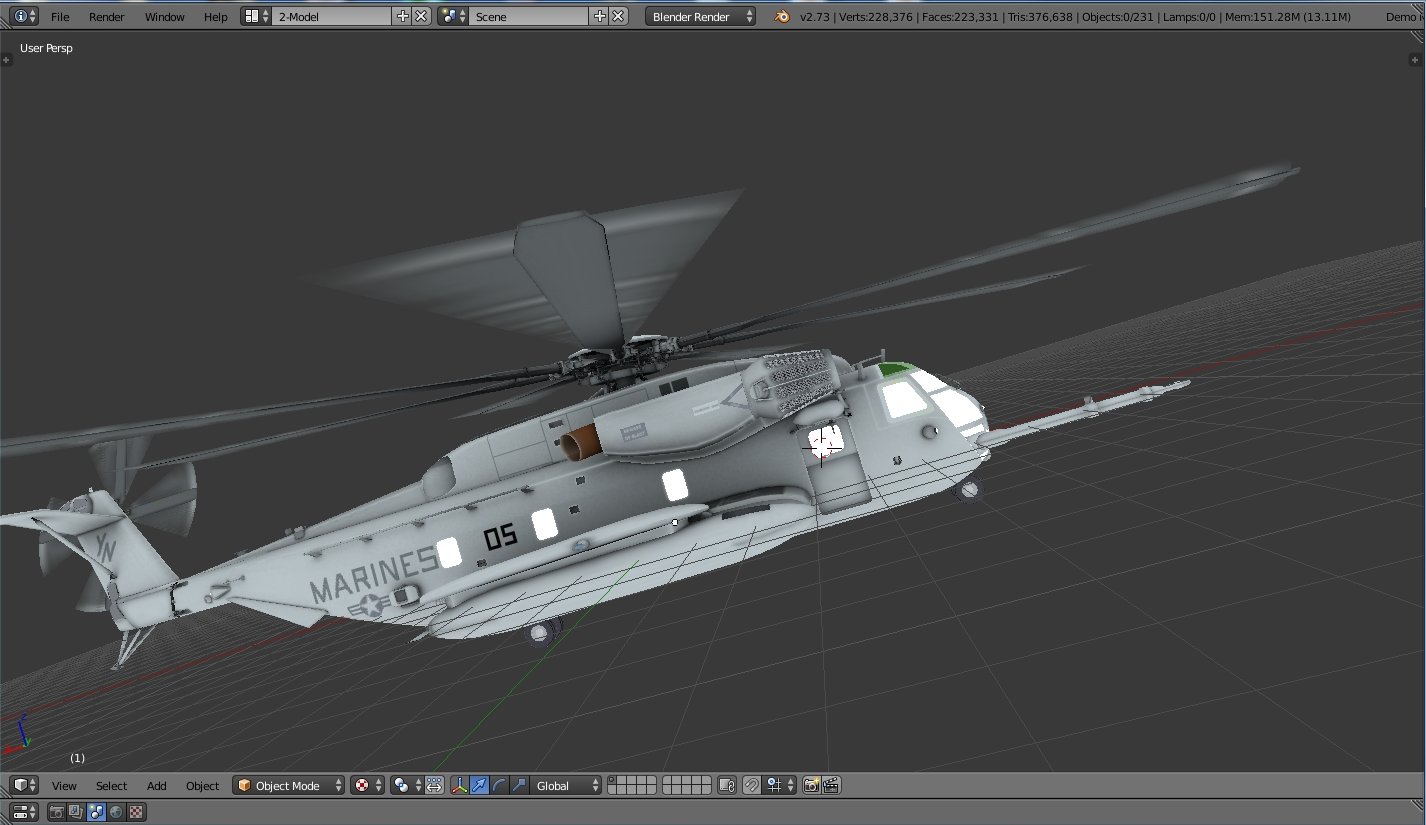 File Render Window Help 2-Model Scene Blender Render v2.73 | Verts:228,376 | Faces:223,331 | Tris:376,638 | Objects:0/231 | Lamps:0/0 | Mem:151.28M (13.11M) Demo
User Persp
YN
05
MARINES
z
y
(1)
View Select Add Object Object Mode Global